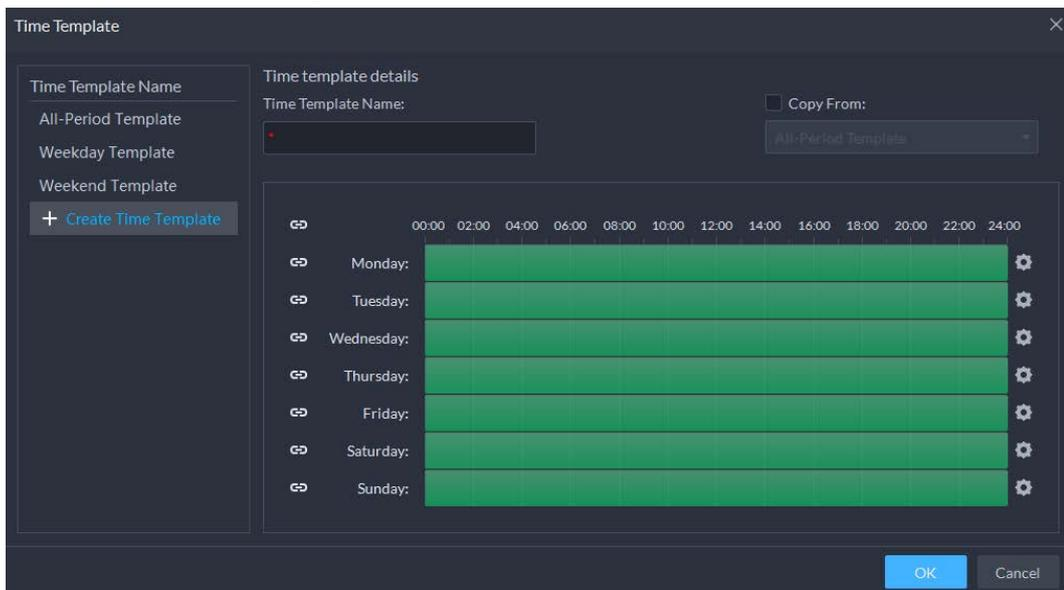 Time Template
Time Template Name
All-Period Template
Weekday Template
Weekend Template
+ Create Time Template
Time template details
Time Template Name:
*
Copy From:
All-Period Template
00:00 02:00 04:00 06:00 08:00 10:00 12:00 14:00 16:00 18:00 20:00 22:00 24:00
Monday:
Tuesday:
Wednesday:
Thursday:
Friday:
Saturday:
Sunday:
OK Cancel